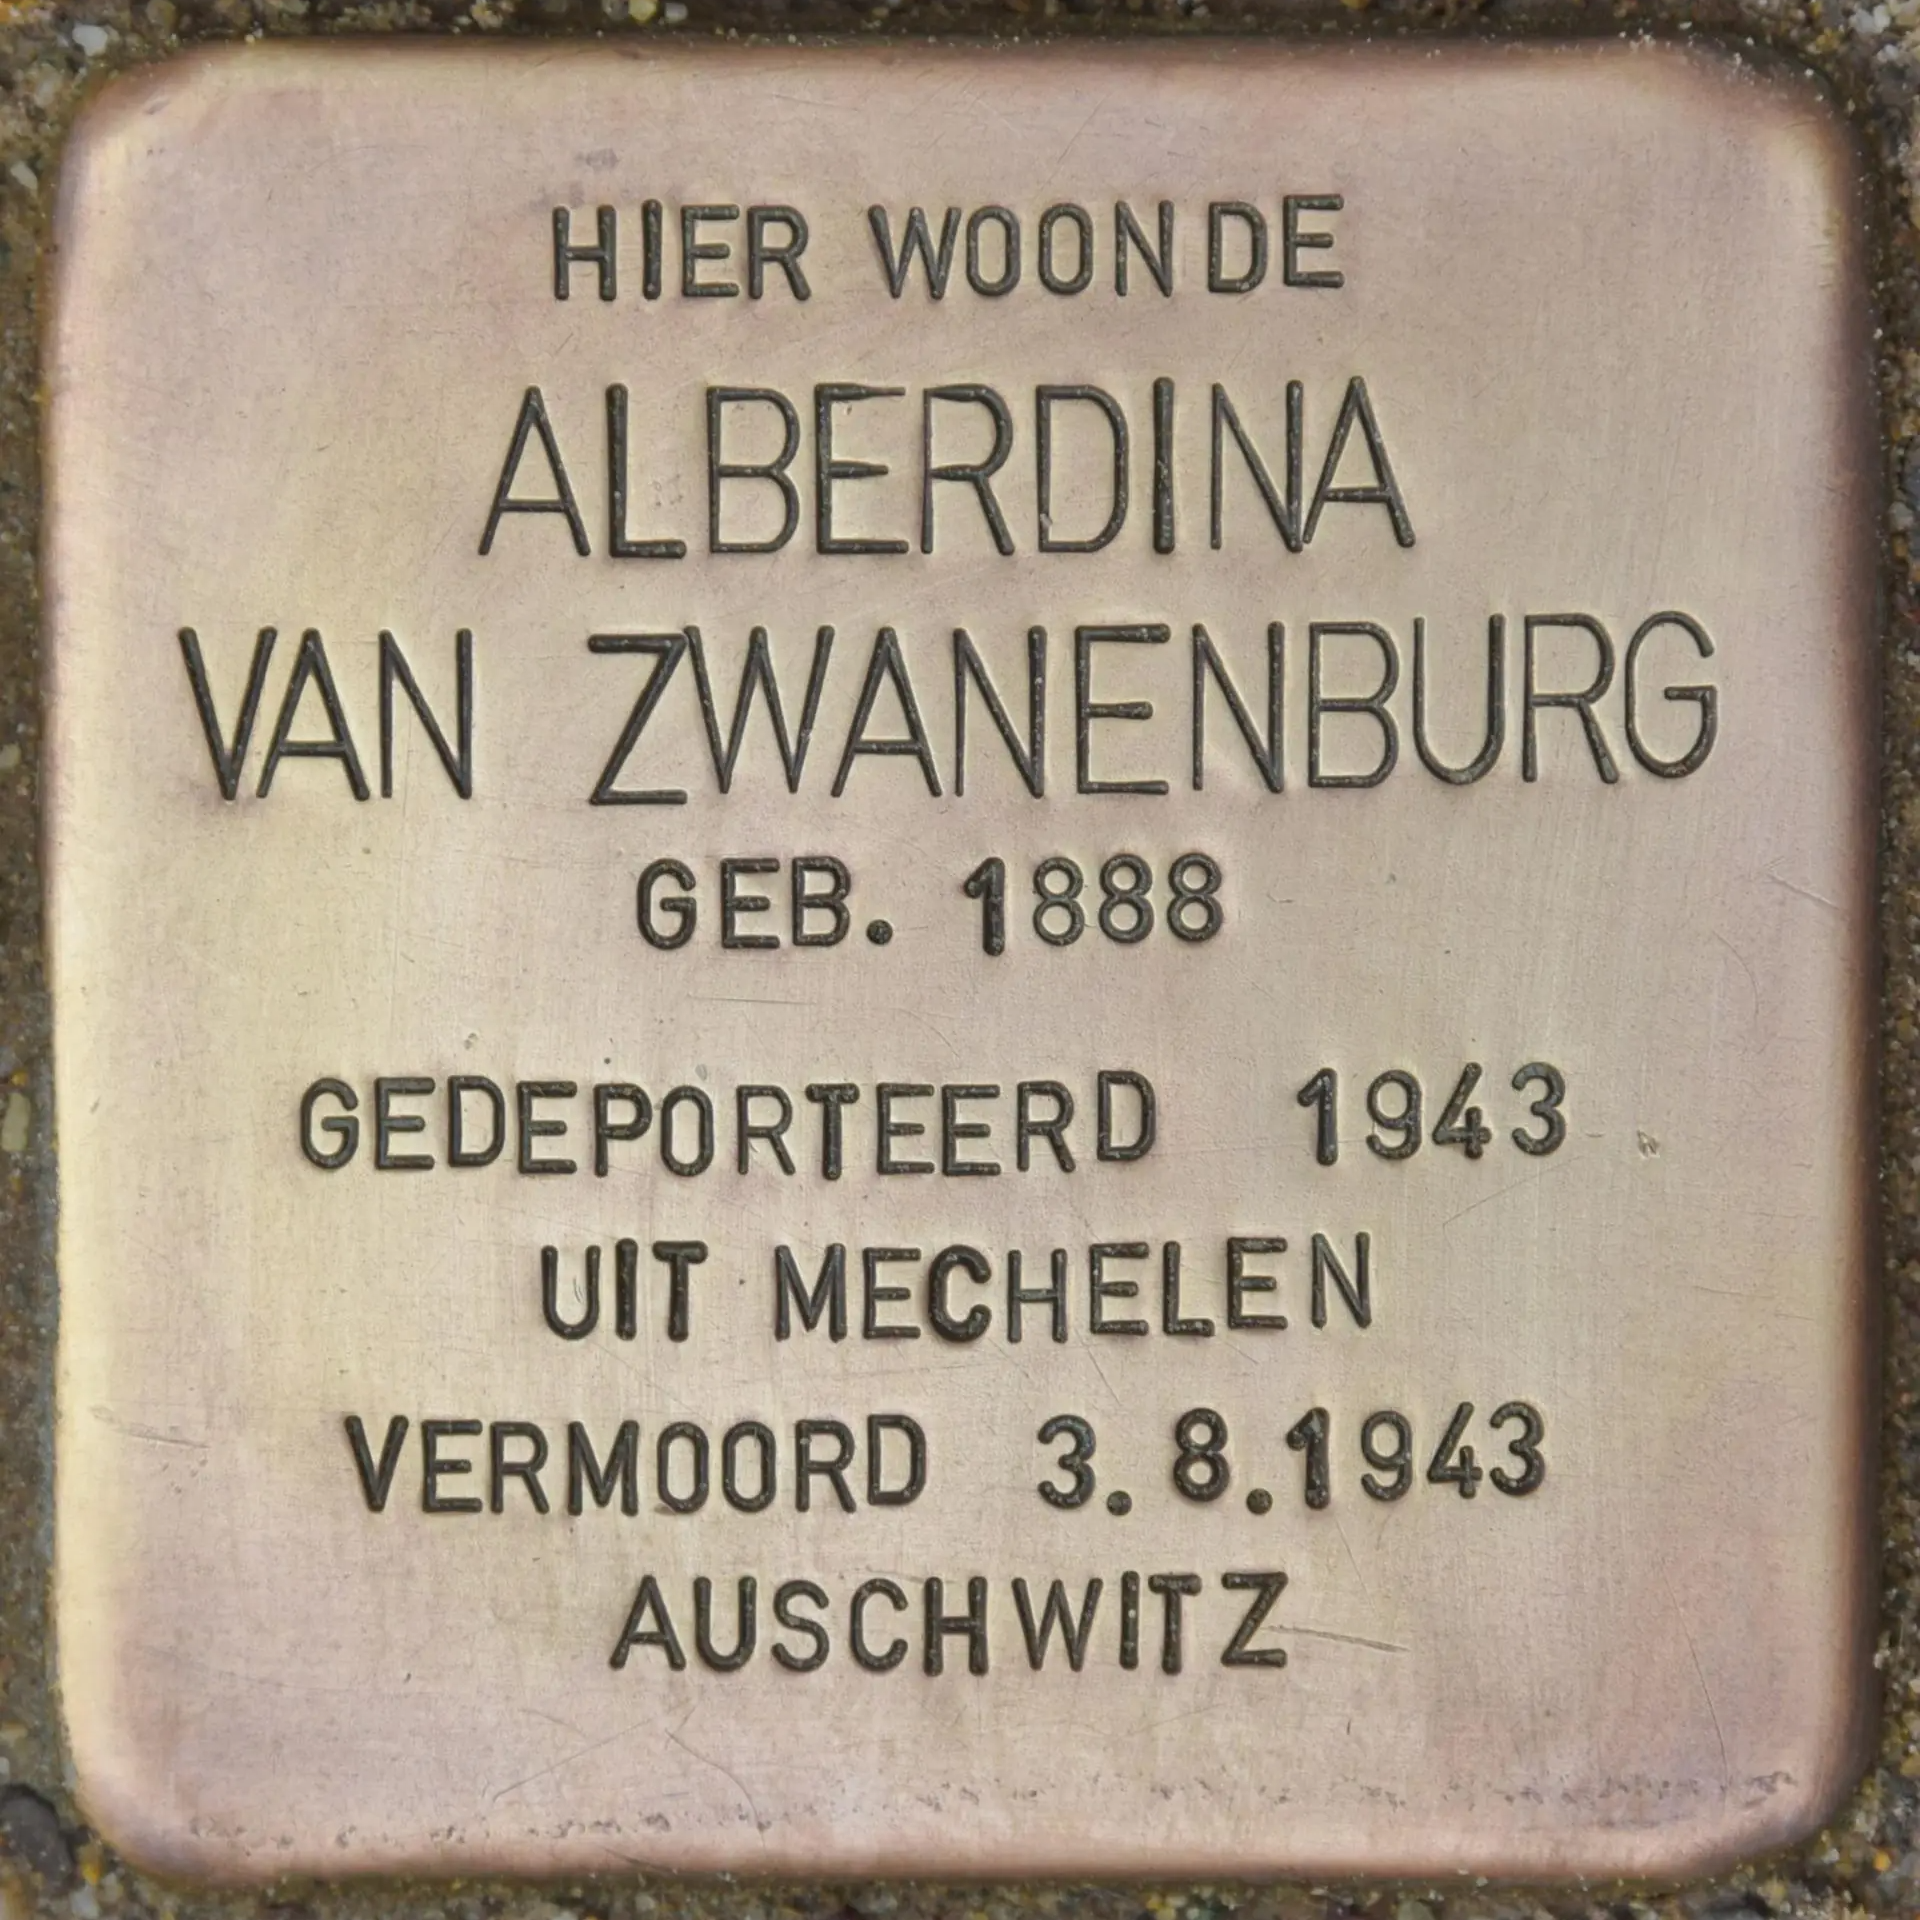 HIER WOONDE
ALBERDINA
VAN ZWANENBURG
GEB. 1888
GEDEPORTEERD 1943
UIT MECHELEN
VERMOORD 3.8.1943
AUSCHWITZ